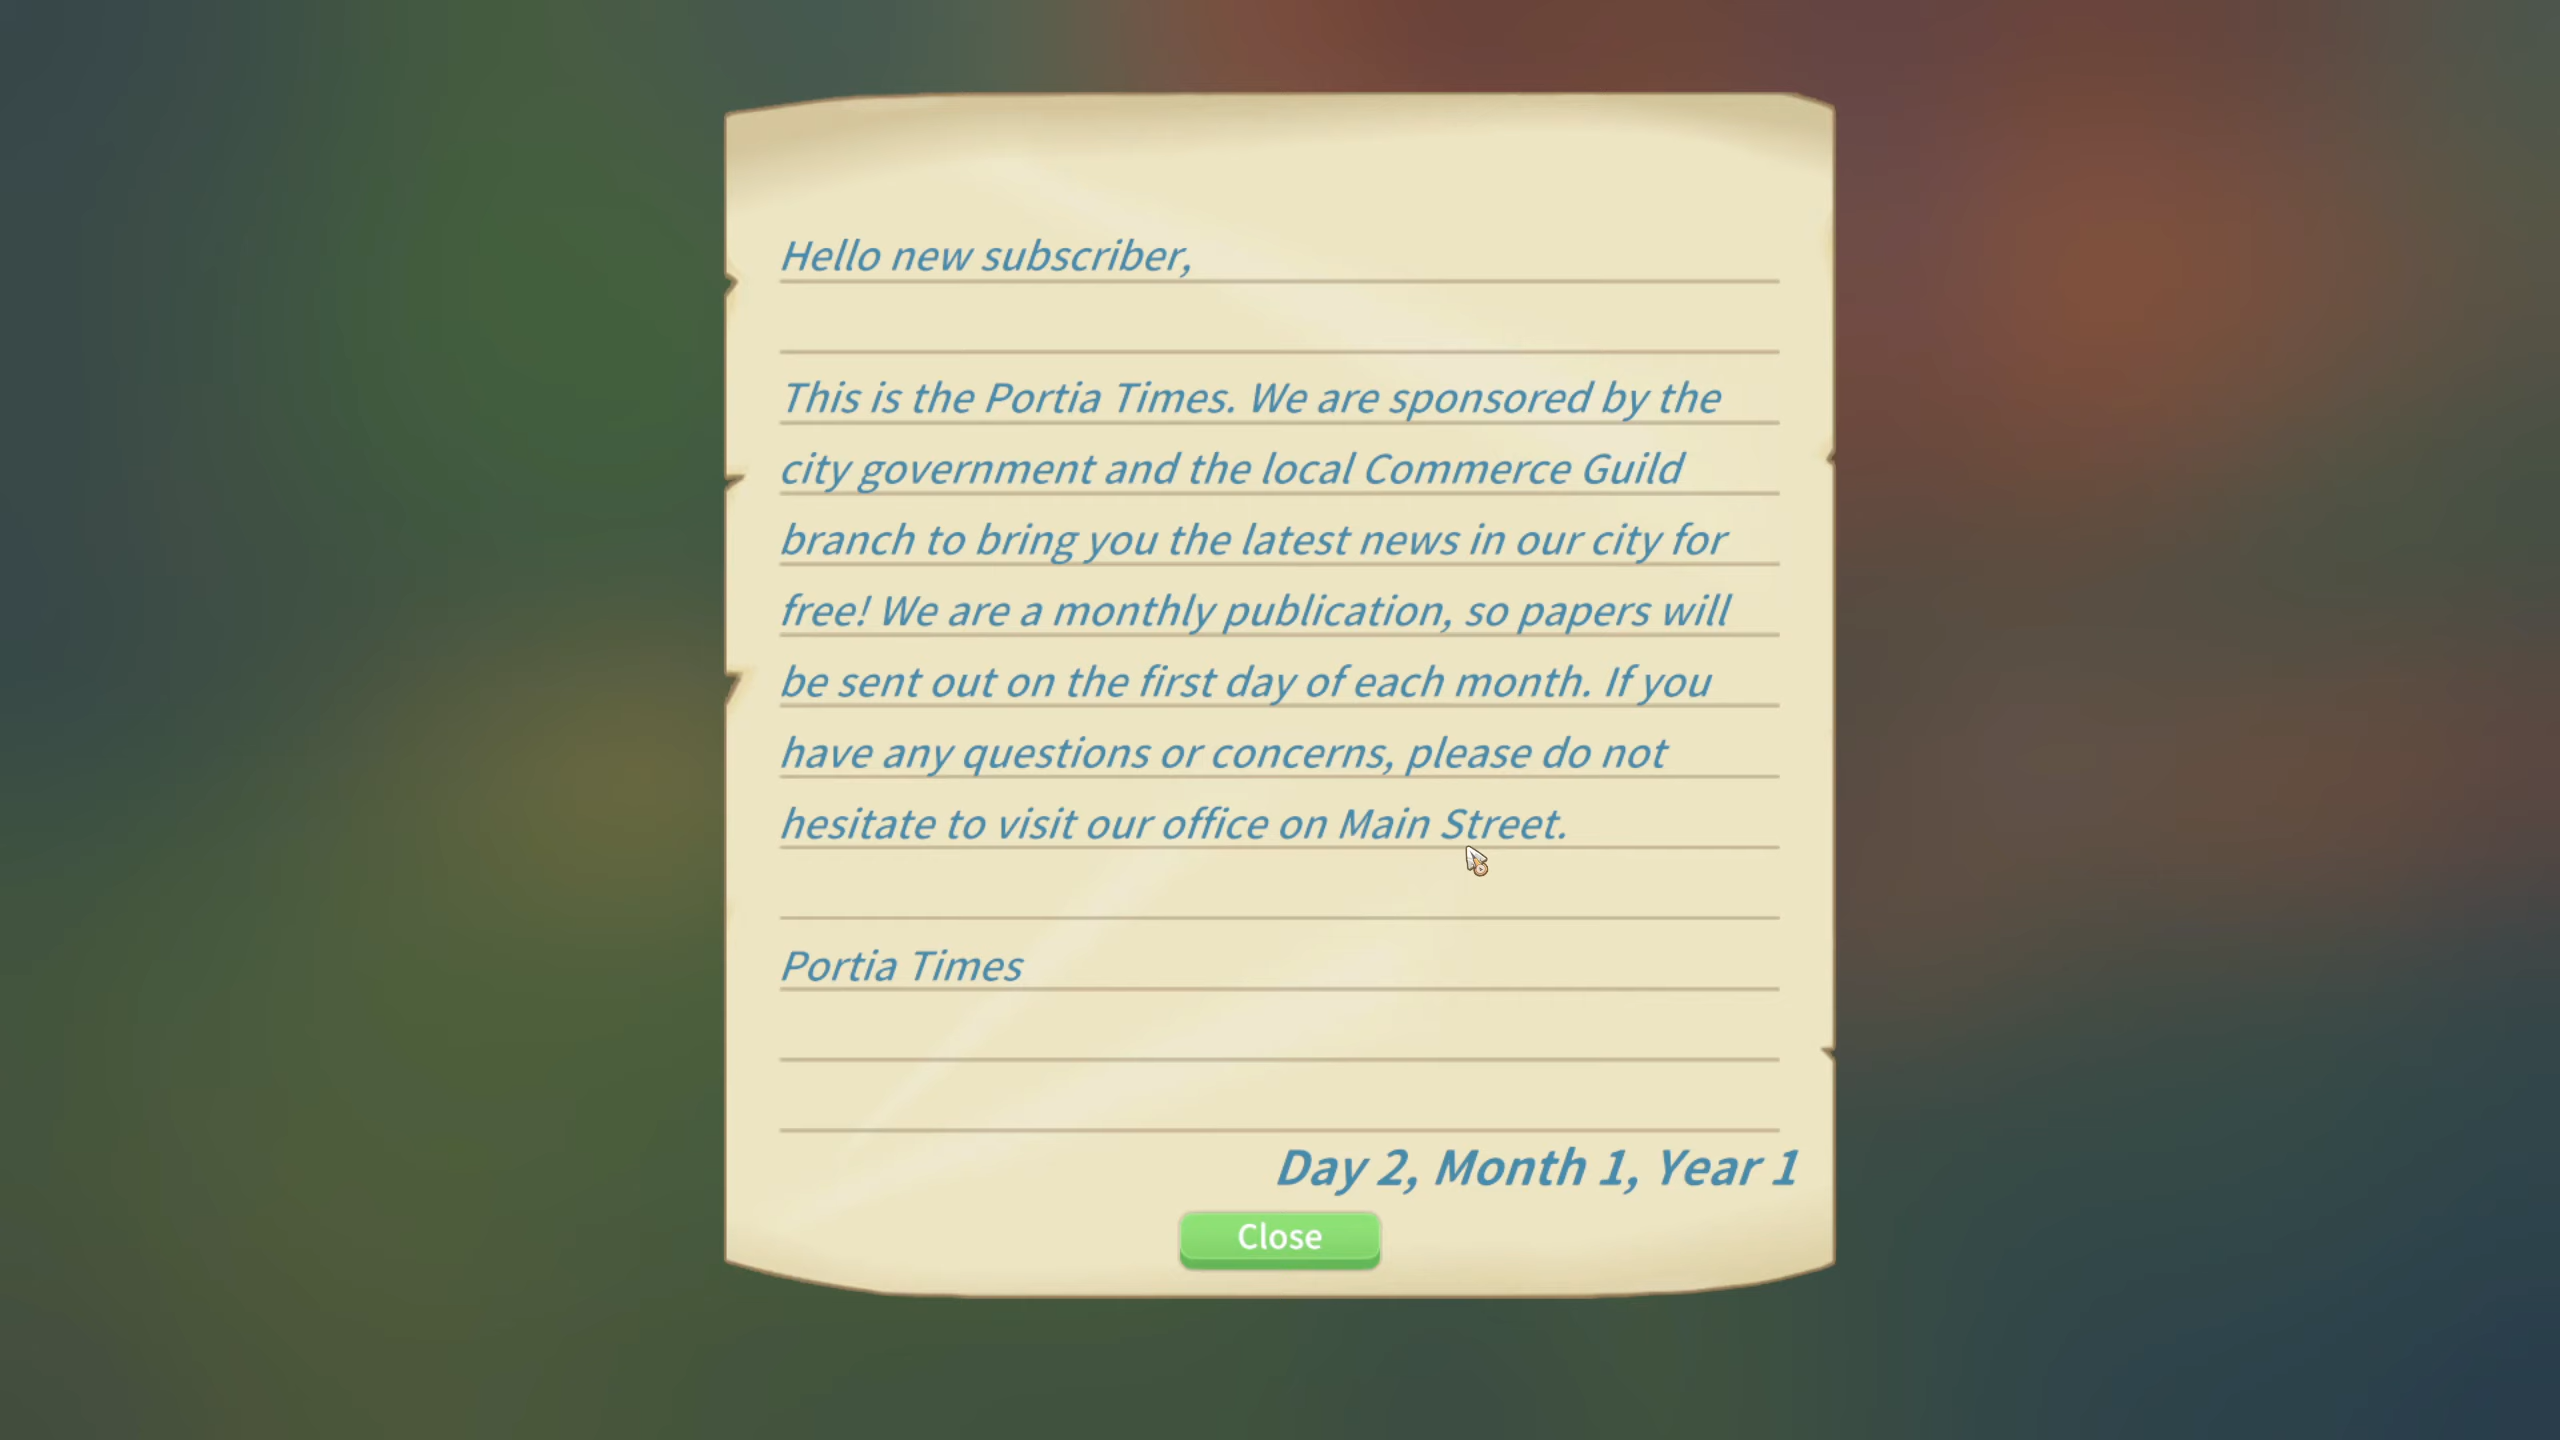 Hello new subscriber,
This is the Portia Times. We are sponsored by the
city government and the local Commerce Guild
branch to bring you the latest news in our city for
free! We are a monthly publication, so papers will
be sent out on the first day of each month. If you
have any questions or concerns, please do not
hesitate to visit our office on Main Street.
Portia Times
Day 2, Month 1, Year 1
Close